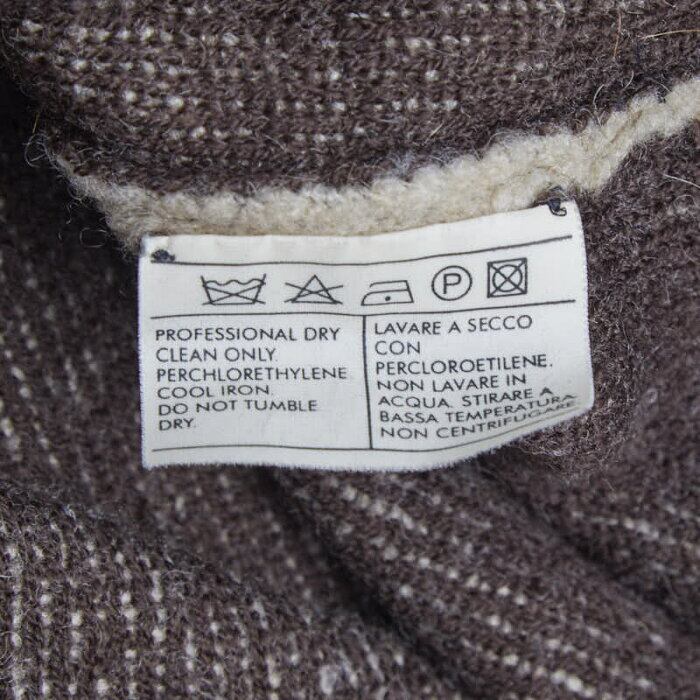 P
PROFESSIONAL DRY
CLEAN ONLY.
PERCHLORETHYLENE
COOL IRON.
DO NOT TUMBLE
DRY.
LAVARE A SECCO
CON
PERCLOROETILENE.
NON LAVARE IN
ACQUA. STIRARE A
BASSA TEMPERATURA
NON CENTRIFUGARE